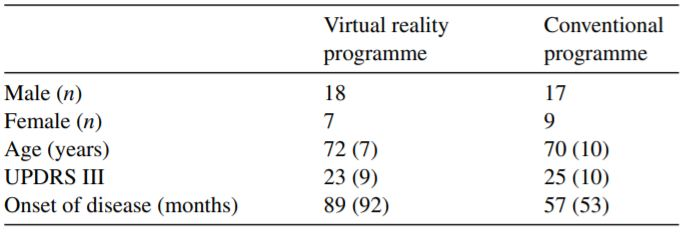 Virtual reality programme Conventional programme
Male (n) 18 17
Female (n) 7 9
Age (years) 72 (7) 70 (10)
UPDRS III 23 (9) 25 (10)
Onset of disease (months) 89 (92) 57 (53)